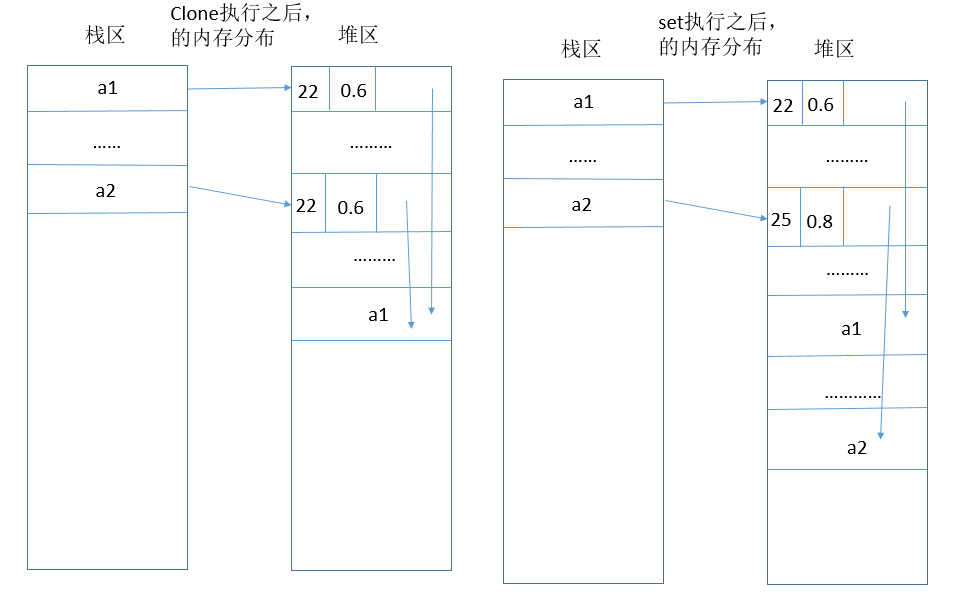 Clone执行之后，
的内存分布
栈区
堆区
a1
22
0.6
……
………
a2
22
0.6
………
a1
set执行之后，
的内存分布
栈区
堆区
a1
22
0.6
……
………
a2
25
0.8
………
a1
…………
a2